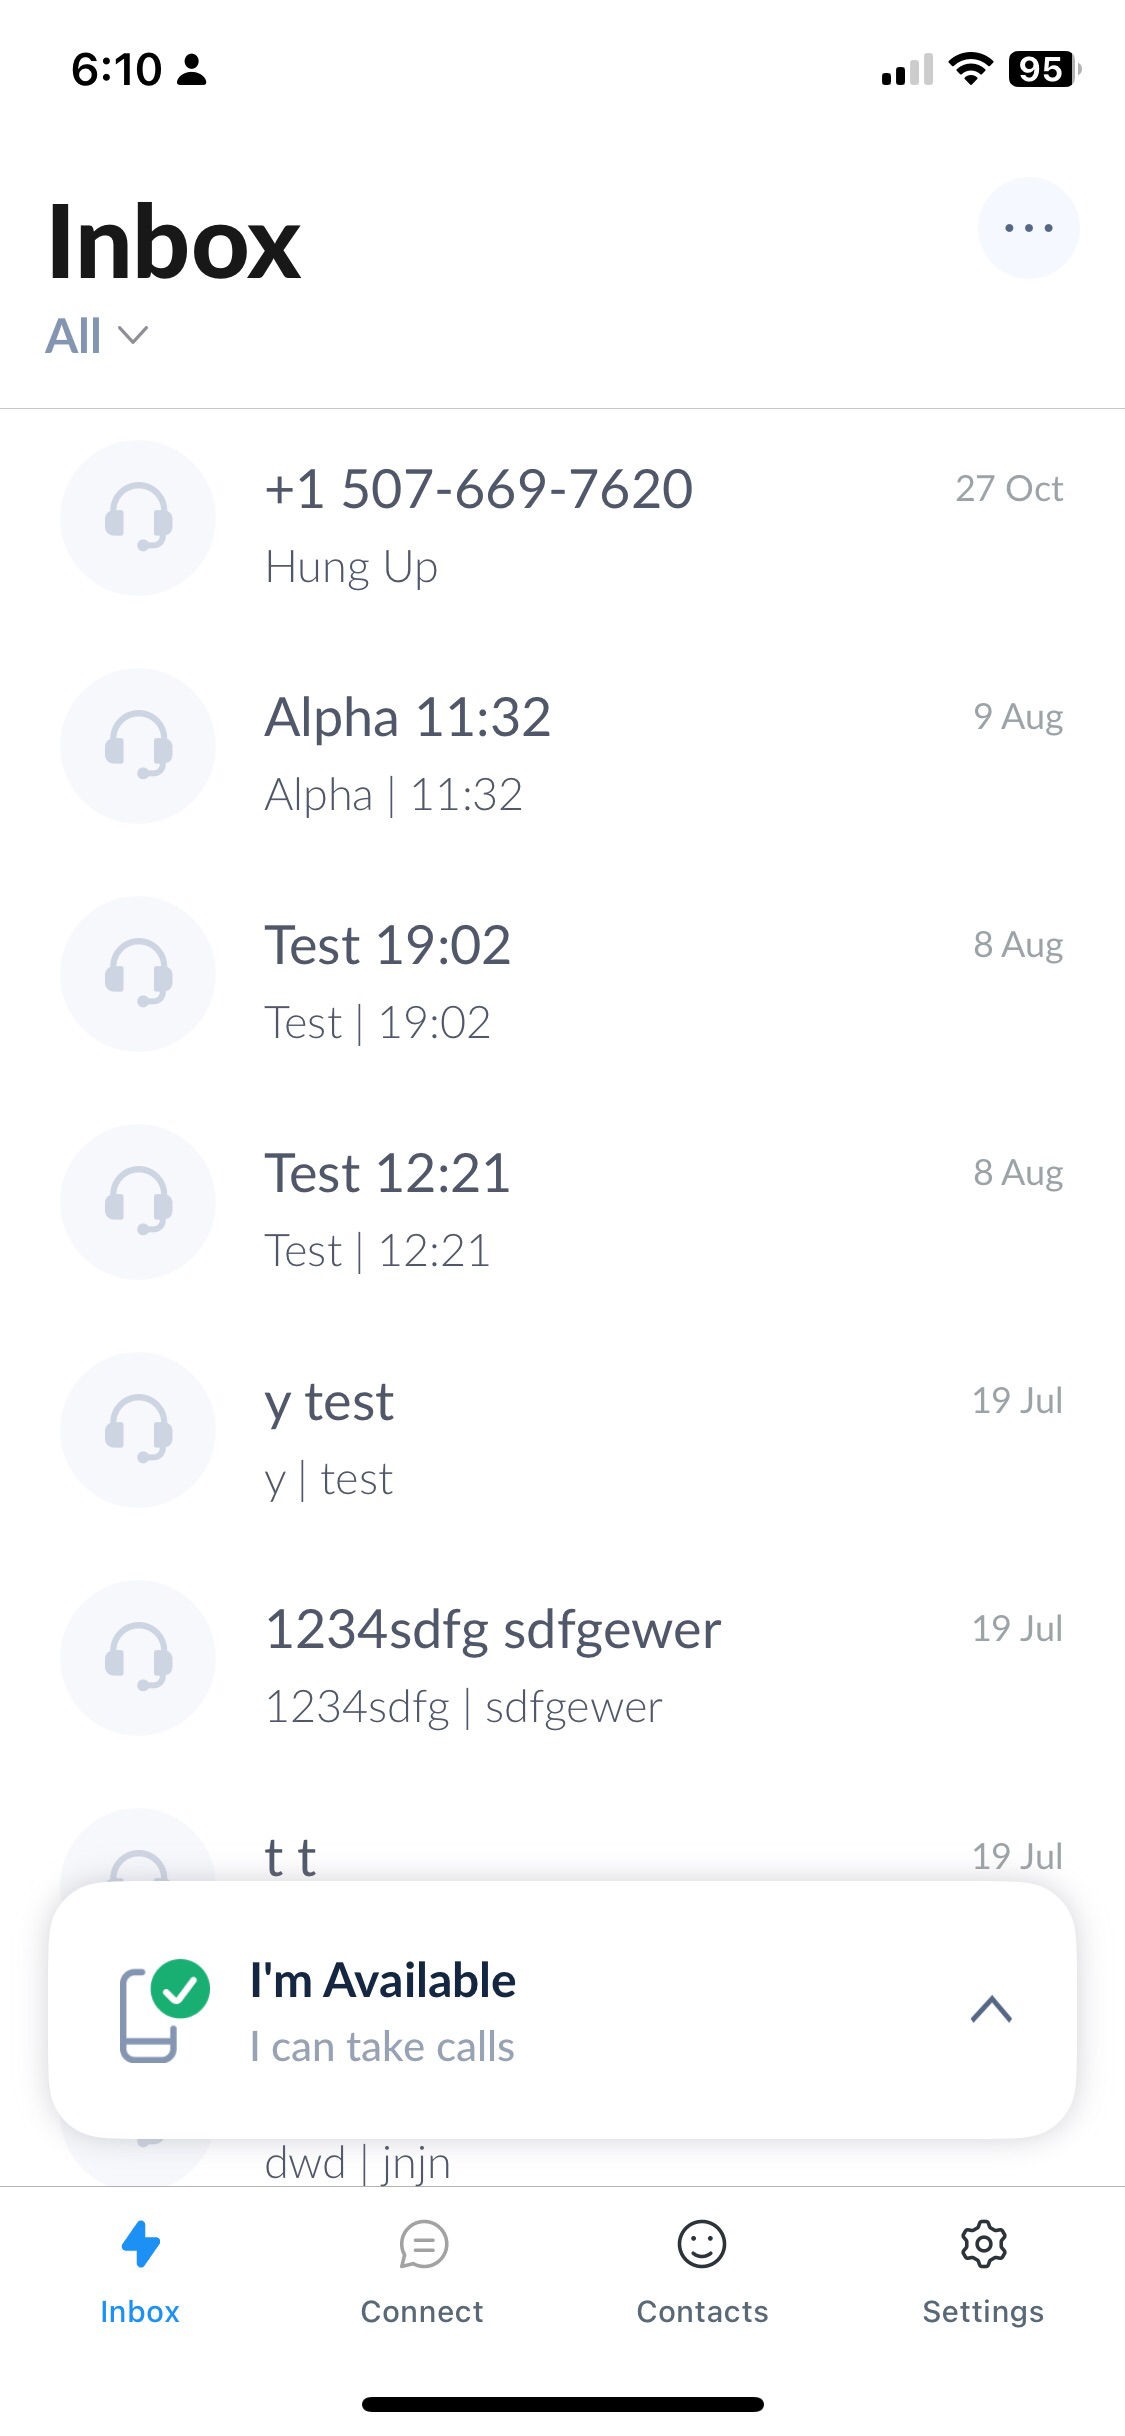 6:10
95
Inbox
All
+1 507-669-7620
27 Oct
Hung Up
Alpha 11:32
9 Aug
Alpha | 11:32
Test 19:02
8 Aug
Test | 19:02
Test 12:21
8 Aug
Test | 12:21
y test
19 Jul
y | test
1234sdfg sdfgewer
19 Jul
1234sdfg | sdfgewer
t t
19 Jul
I'm Available
I can take calls
dwd | jnjn
Inbox
Connect
Contacts
Settings